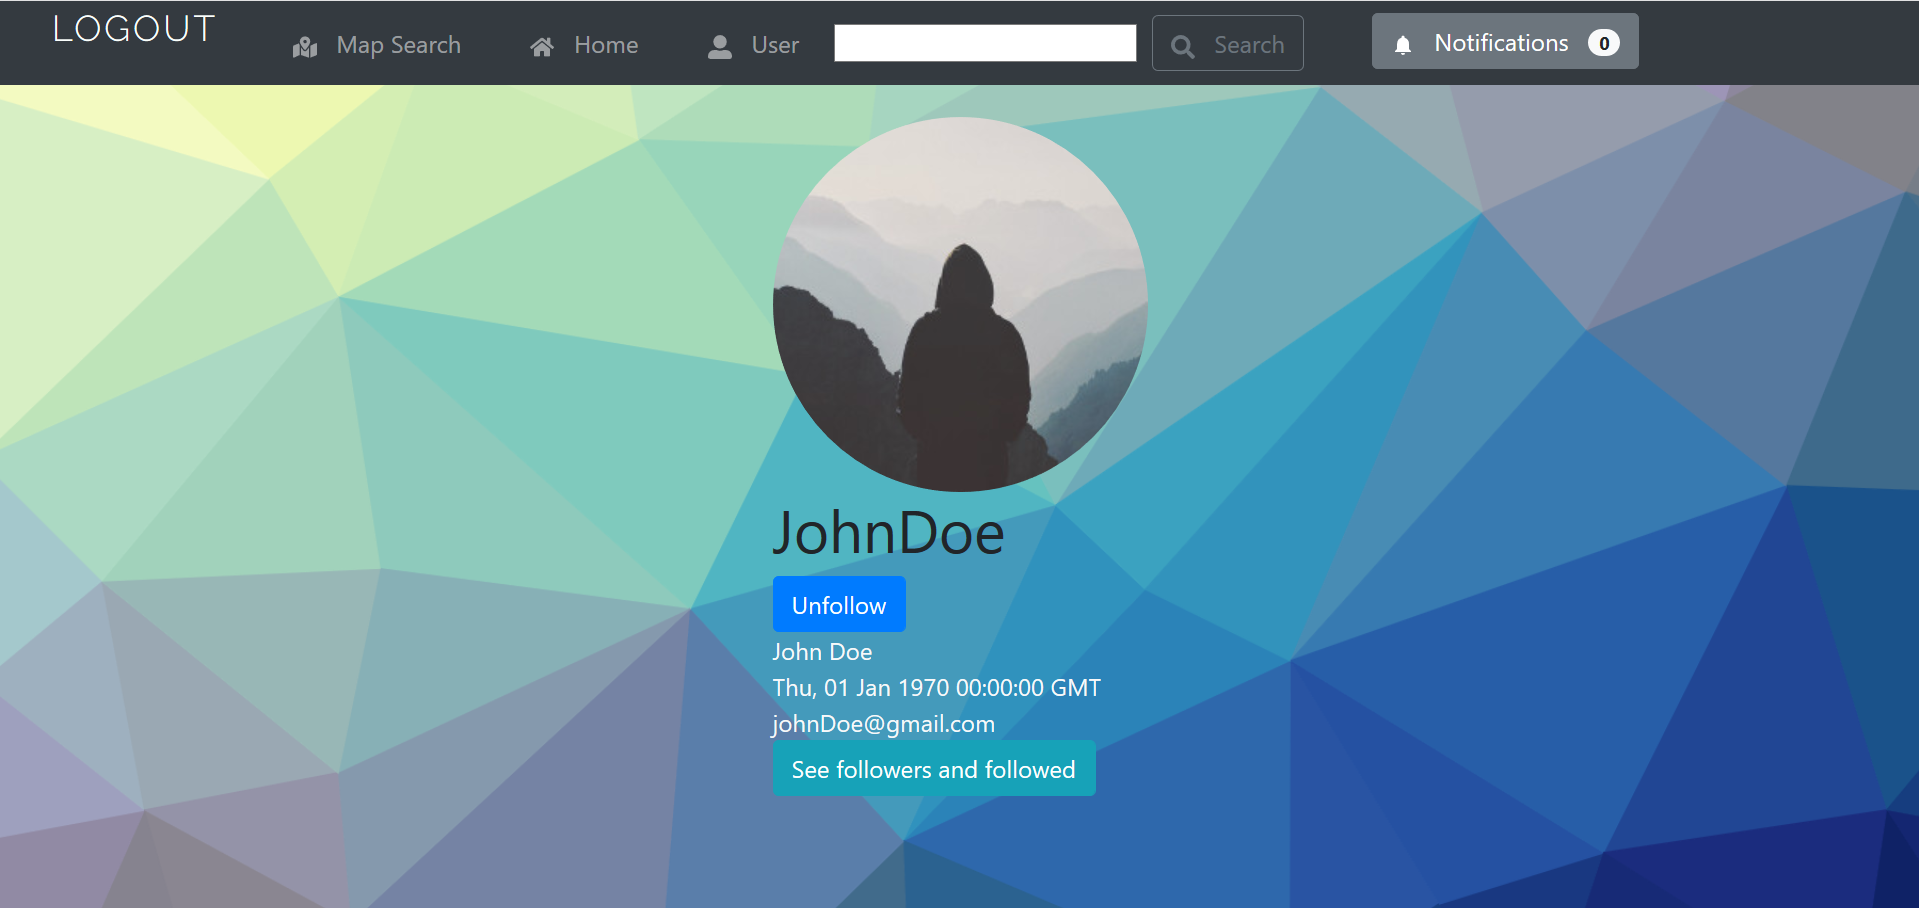 LOGOUT Map Search Home User Search Notifications 0
JohnDoe
Unfollow
John Doe
Thu, 01 Jan 1970 00:00:00 GMT
johnDoe@gmail.com
See followers and followed